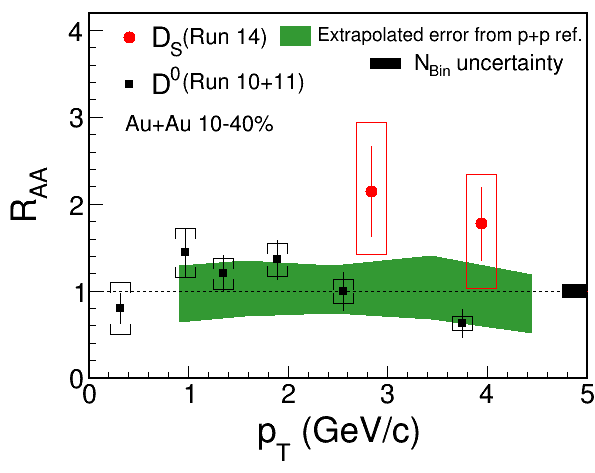 D_S (Run 14)
Extrapolated error from p+p ref.
D^0 (Run 10+11)
N_Bin uncertainty
Au+Au 10-40%
R_AA
4
3
2
1
0
0 1 2 3 4 5
p_T (GeV/c)